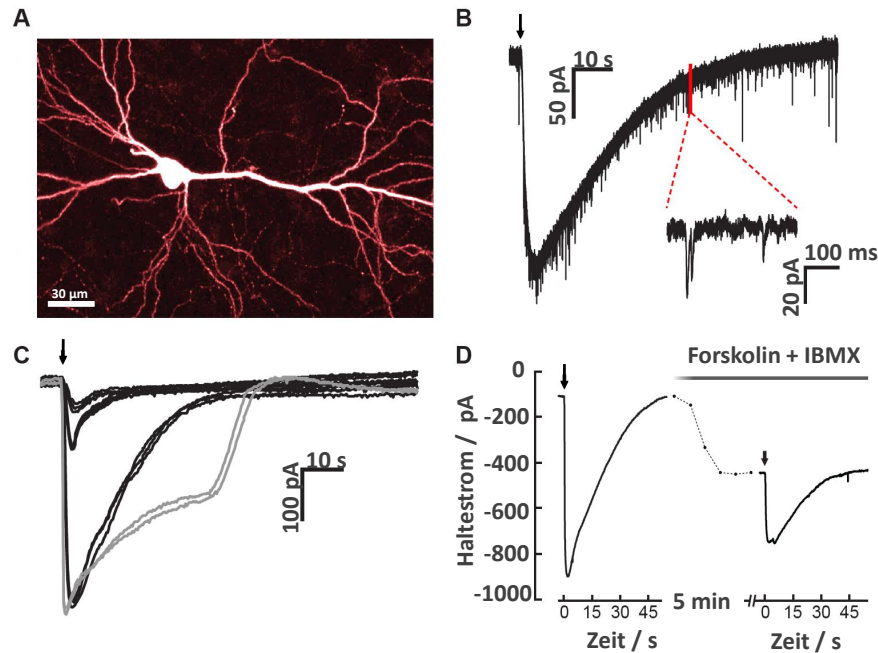 A
30 µm
B
10 s
50 pA
100 ms
20 pA
C
10 s
100 pA
D
Forskolin + IBMX
Haltestrom / pA
0
-200
-400
-600
-800
-1000
0 15 30 45
5 min
0 15 30 45
Zeit / s
Zeit / s